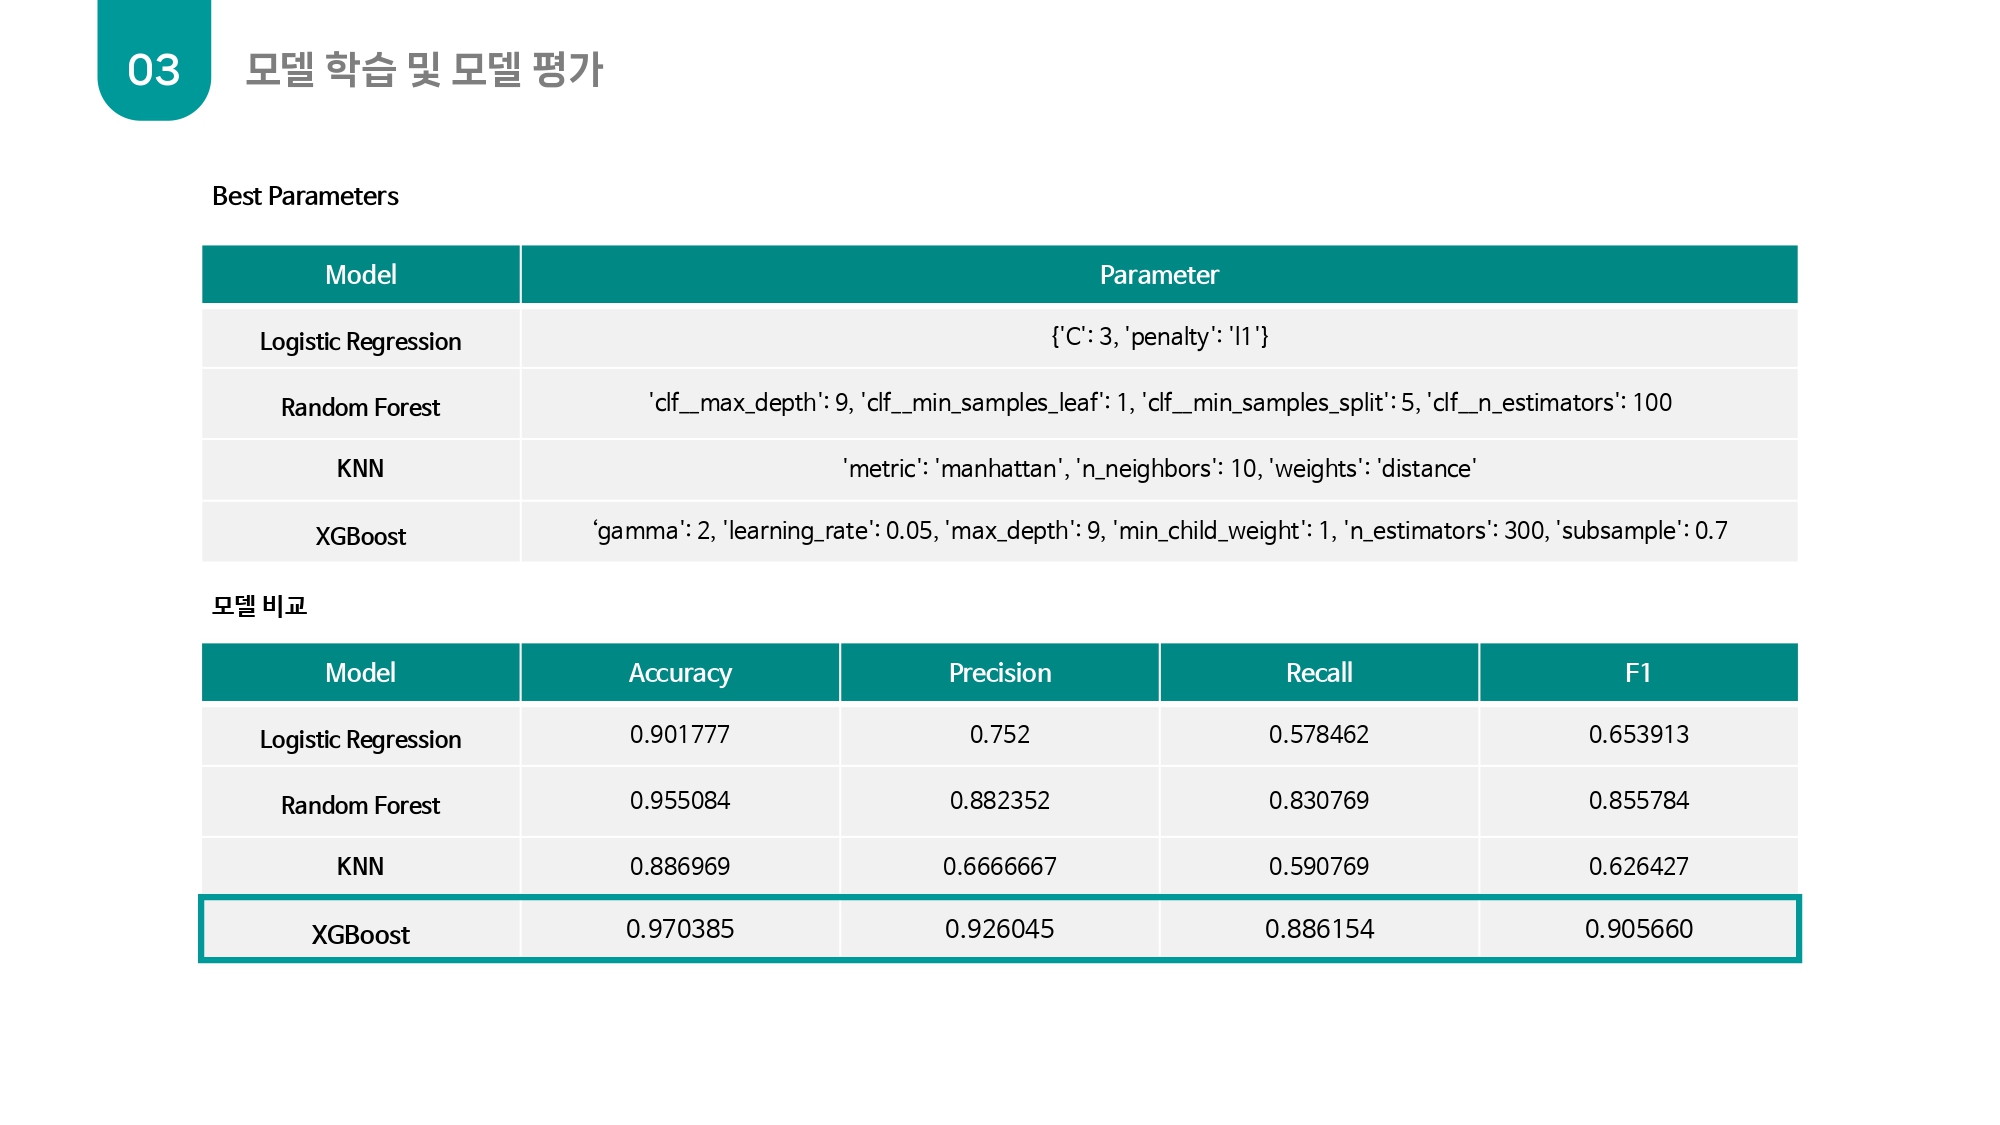 03
모델 학습 및 모델 평가
Best Parameters
Model Parameter
Logistic Regression {'C': 3, 'penalty': 'l1'}
Random Forest 'clf__max_depth': 9, 'clf__min_samples_leaf': 1, 'clf__min_samples_split': 5, 'clf__n_estimators': 100
KNN 'metric': 'manhattan', 'n_neighbors': 10, 'weights': 'distance'
XGBoost ‘gamma': 2, 'learning_rate': 0.05, 'max_depth': 9, 'min_child_weight': 1, 'n_estimators': 300, 'subsample': 0.7
모델 비교
Model Accuracy Precision Recall F1
Logistic Regression 0.901777 0.752 0.578462 0.653913
Random Forest 0.955084 0.882352 0.830769 0.855784
KNN 0.886969 0.6666667 0.590769 0.626427
XGBoost 0.970385 0.926045 0.886154 0.905660